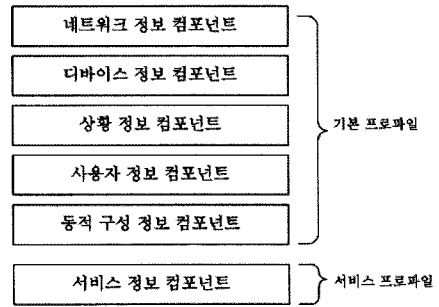 네트워크 정보 컴포넌트
디바이스 정보 컴포넌트
상황 정보 컴포넌트
사용자 정보 컴포넌트
동적 구성 정보 컴포넌트
기본 프로파일
서비스 정보 컴포넌트
서비스 프로파일